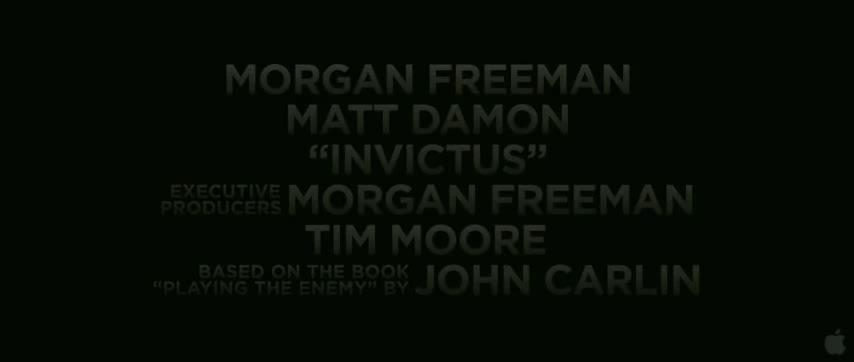 MORGAN FREEMAN
MATT DAMON
“INVICTUS”
EXECUTIVE PRODUCERS MORGAN FREEMAN
TIM MOORE
BASED ON THE BOOK “PLAYING THE ENEMY” BY JOHN CARLIN